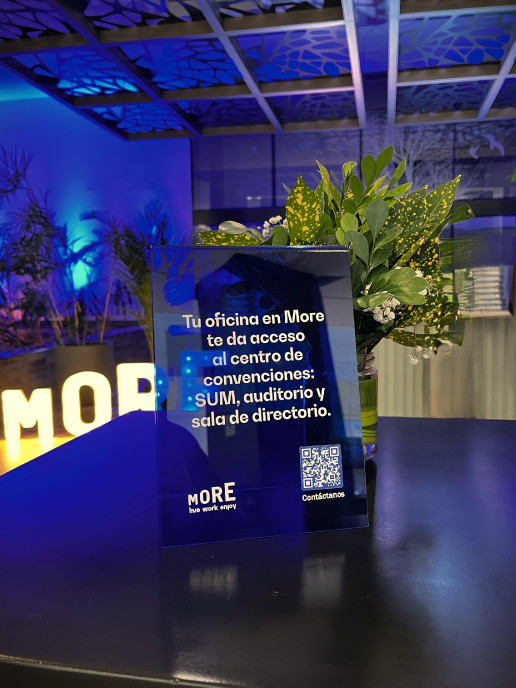 Tu oficina en More
te da acceso
al centro de
convenciones:
SUM, auditorio y
sala de directorio.
MORE
live work enjoy
Contáctanos
MORE